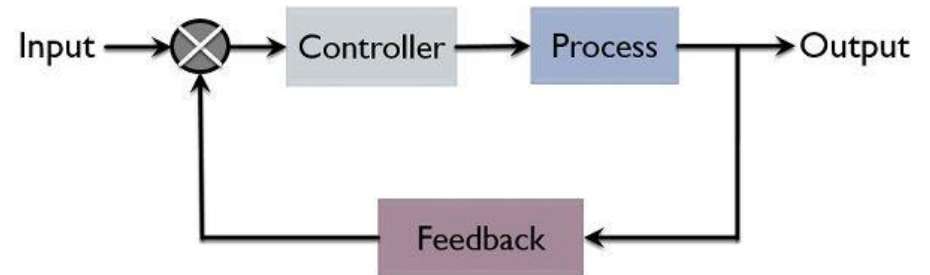 Input
Controller
Process
Output
Feedback